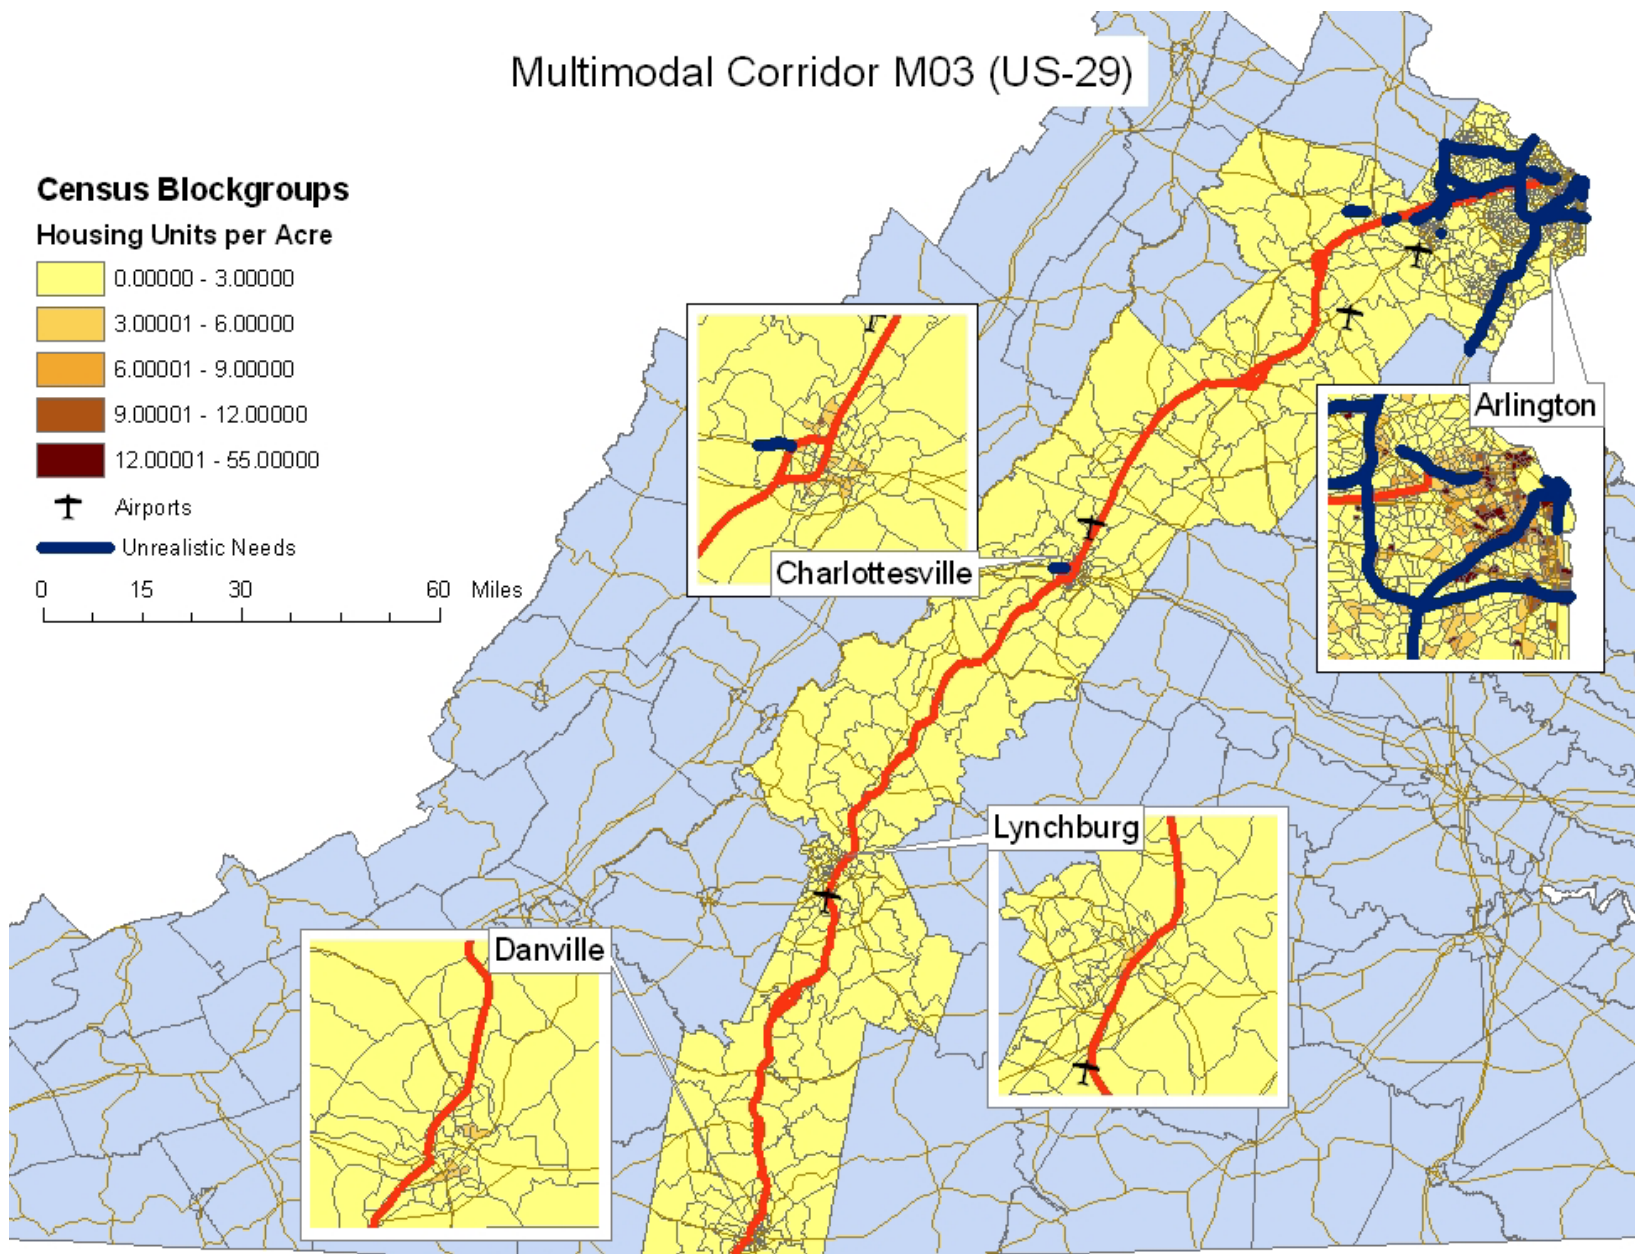 Multimodal Corridor M03 (US-29)
Census Blockgroups
Housing Units per Acre
0.00000 - 3.00000
3.00001 - 6.00000
6.00001 - 9.00000
9.00001 - 12.00000
12.00001 - 55.00000
Airports
Unrealistic Needs
0 15 30 60 Miles
Arlington
Charlottesville
Lynchburg
Danville